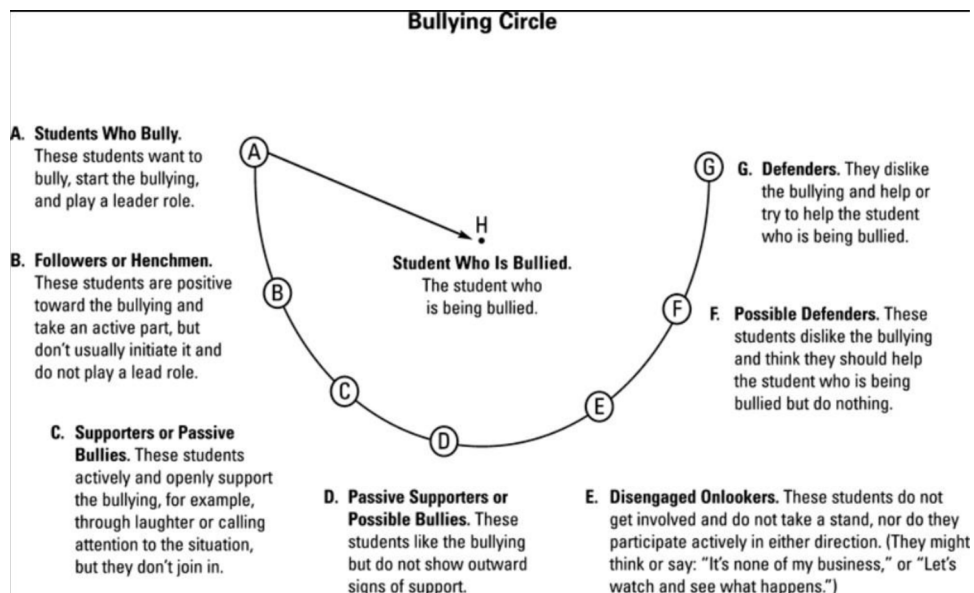 Bullying Circle
A. Students Who Bully.
These students want to
bully, start the bullying,
and play a leader role.
B. Followers or Henchmen.
These students are positive
toward the bullying and
take an active part, but
don't usually initiate it and
do not play a lead role.
C. Supporters or Passive
Bullies. These students
actively and openly support
the bullying, for example,
through laughter or calling
attention to the situation,
but they don't join in.
D. Passive Supporters or
Possible Bullies. These
students like the bullying
but do not show outward
signs of support.
E. Disengaged Onlookers. These students do not
get involved and do not take a stand, nor do they
participate actively in either direction. (They might
think or say: "It's none of my business," or "Let's
watch and see what happens.")
F. Possible Defenders. These
students dislike the bullying
and think they should help
the student who is being
bullied but do nothing.
G. Defenders. They dislike
the bullying and help or
try to help the student
who is being bullied.
H
Student Who Is Bullied.
The student who
is being bullied.
A
B
C
D
E
F
G